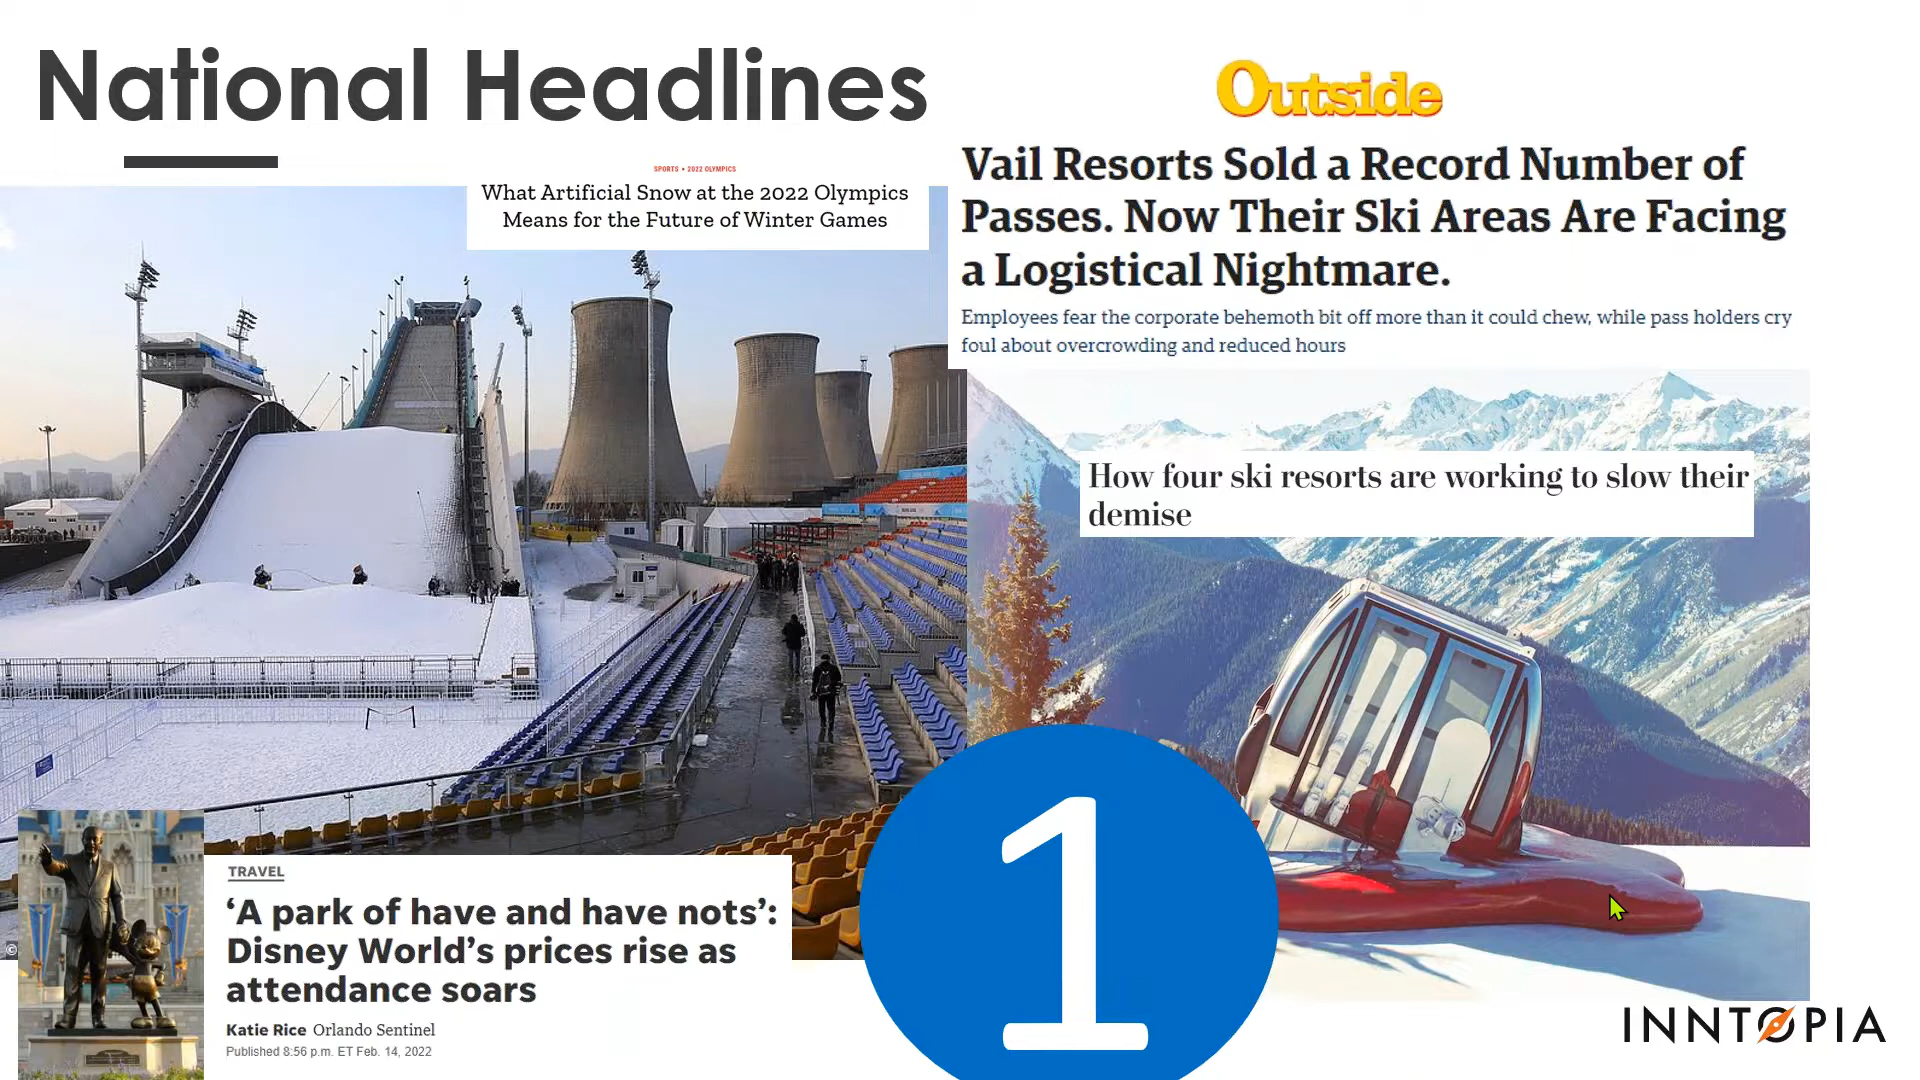 National Headlines
SPORTS • 2022 OLYMPICS
What Artificial Snow at the 2022 Olympics
Means for the Future of Winter Games
Outside
Vail Resorts Sold a Record Number of
Passes. Now Their Ski Areas Are Facing
a Logistical Nightmare.
Employees fear the corporate behemoth bit off more than it could chew, while pass holders cry
foul about overcrowding and reduced hours
How four ski resorts are working to slow their
demise
TRAVEL
‘A park of have and have nots’:
Disney World’s prices rise as
attendance soars
Katie Rice Orlando Sentinel
Published 8:56 p.m. ET Feb. 14, 2022
©
1
INNTOPIA